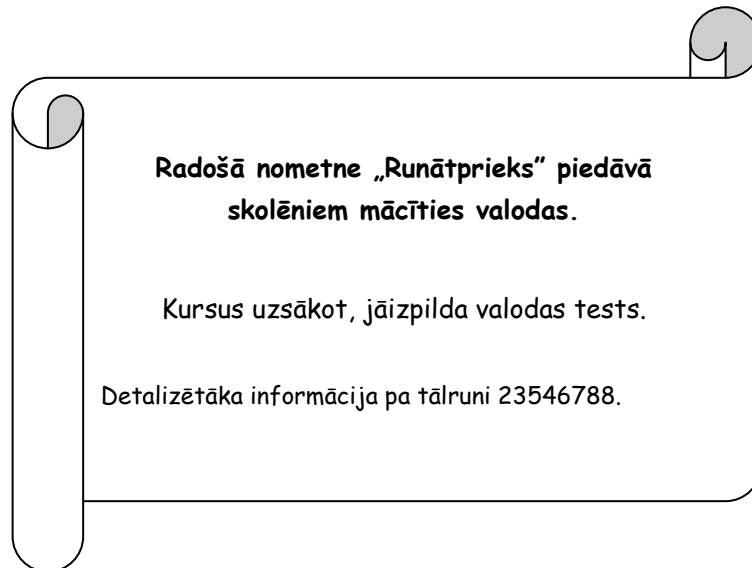 Radošā nometne „Runātprieks” piedāvā
skolēniem mācīties valodas.
Kursus uzsākot, jāizpilda valodas tests.
Detalizētāka informācija pa tālruni 23546788.